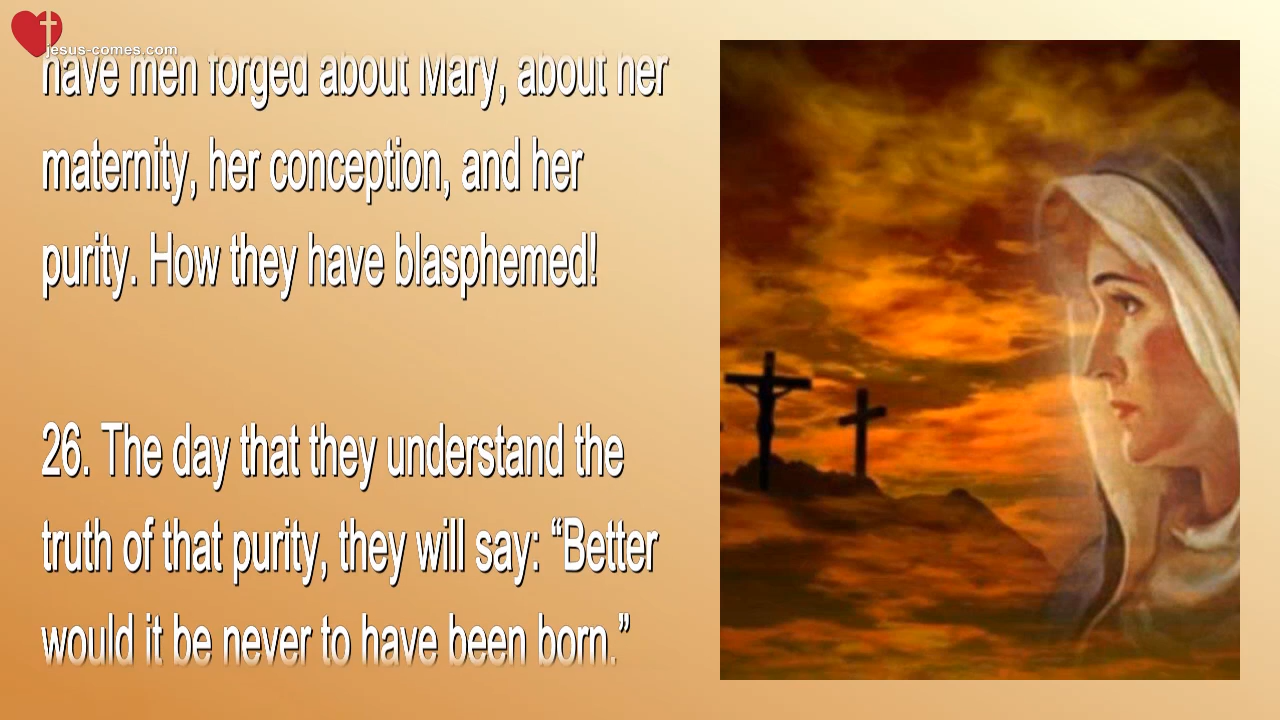 jesus-comes.com
have men forged about Mary, about her
maternity, her conception, and her
purity. How they have blasphemed!
26. The day that they understand the
truth of that purity, they will say: “Better
would it be never to have been born.”